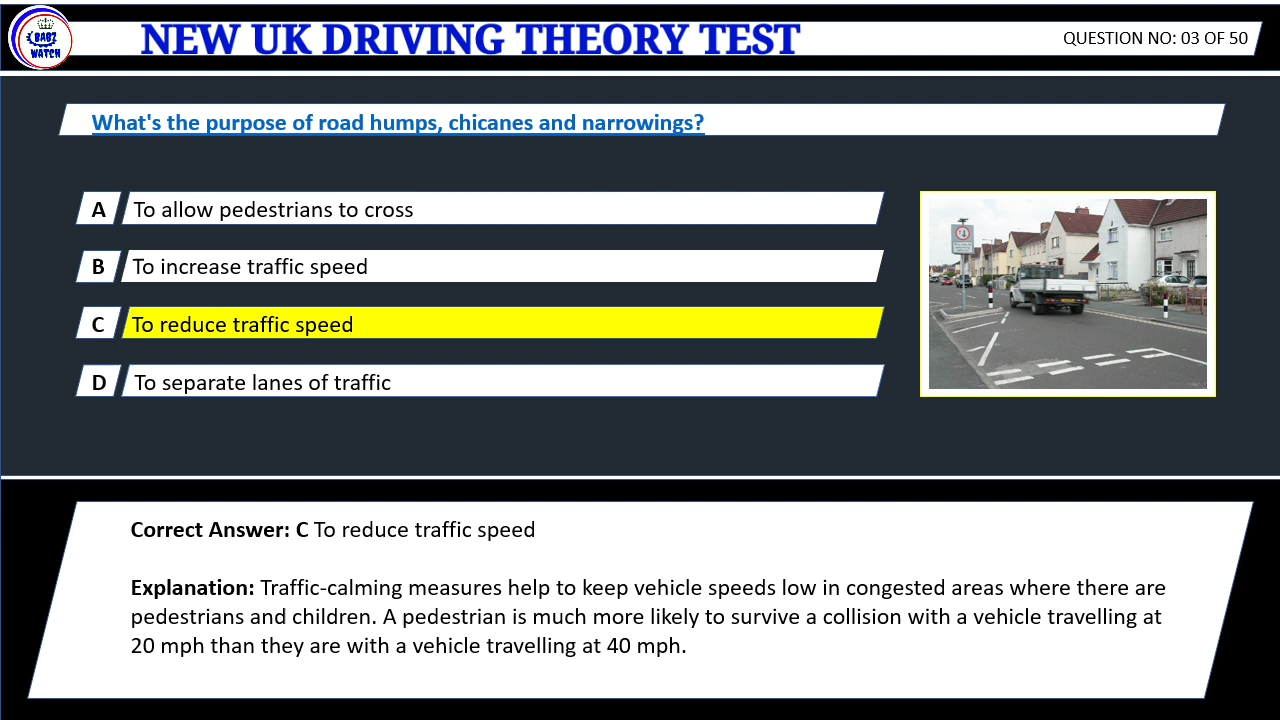 BABZ
WATCH
NEW UK DRIVING THEORY TEST
QUESTION NO: 03 OF 50
What's the purpose of road humps, chicanes and narrowings?
A To allow pedestrians to cross
B To increase traffic speed
C To reduce traffic speed
D To separate lanes of traffic
Correct Answer: C To reduce traffic speed
Explanation: Traffic-calming measures help to keep vehicle speeds low in congested areas where there are
pedestrians and children. A pedestrian is much more likely to survive a collision with a vehicle travelling at
20 mph than they are with a vehicle travelling at 40 mph.